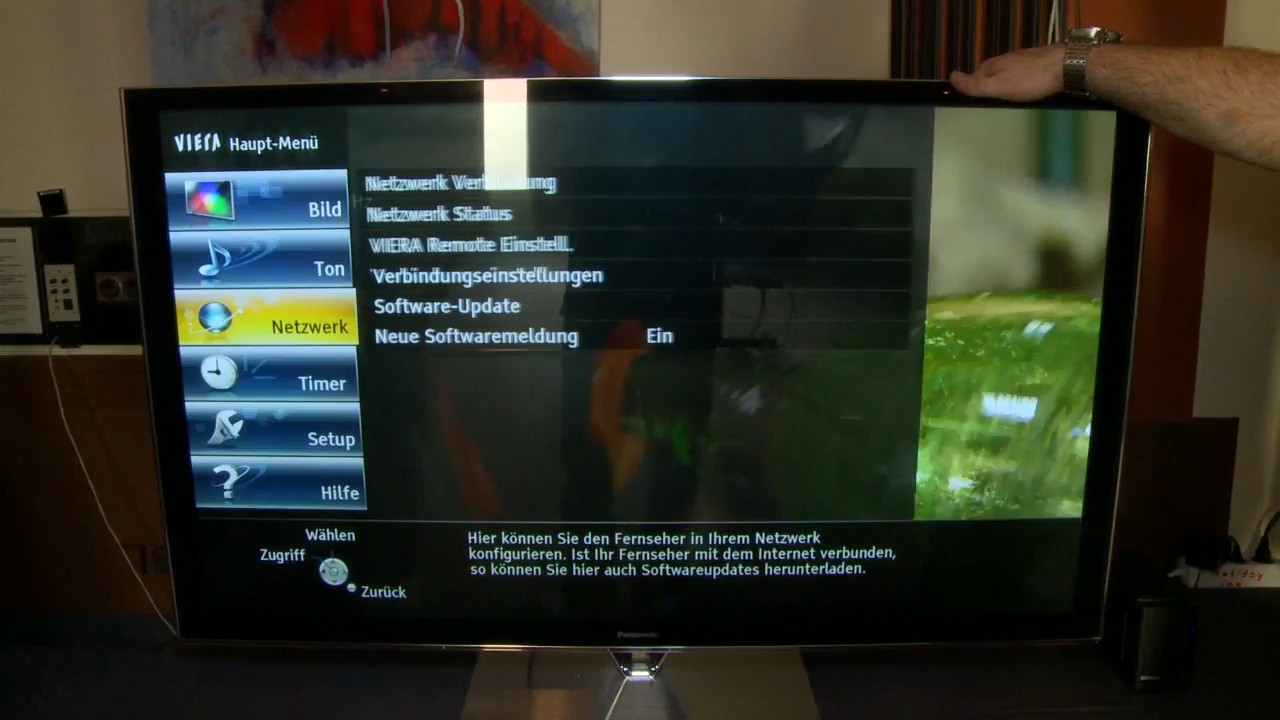 VIERA Haupt-Menü
Bild
Ton
Netzwerk
Timer
Setup
Hilfe
Netzwerk Verbindung
Netzwerk Status
VIERA Remote Einstell.
Verbindungseinstellungen
Software-Update
Neue Softwaremeldung Ein
Wählen
Zugriff
Zurück
Hier können Sie den Fernseher in Ihrem Netzwerk
konfigurieren. Ist Ihr Fernseher mit dem Internet verbunden,
so können Sie hier auch Softwareupdates herunterladen.
Panasonic
Holiday
Inn